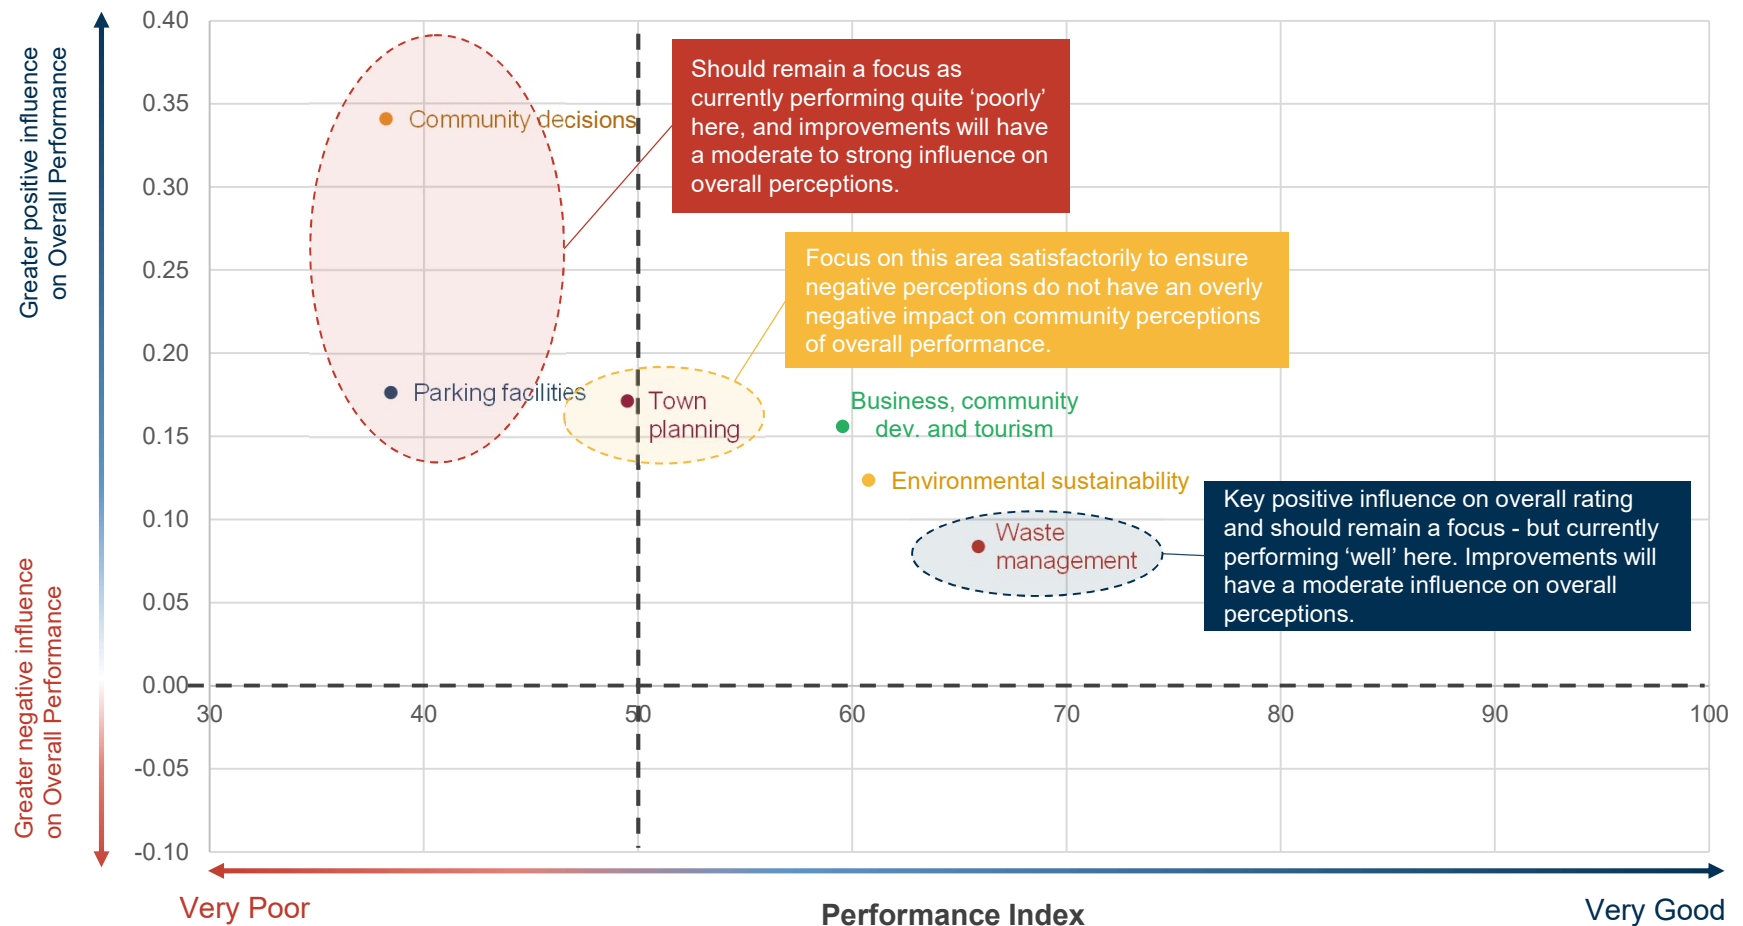 Greater positive influence
on Overall Performance
Greater negative influence
on Overall Performance
0.40
0.35
0.30
0.25
0.20
0.15
0.10
0.05
0.00
-0.05
-0.10
Community decisions
Should remain a focus as
currently performing quite ‘poorly’
here, and improvements will have
a moderate to strong influence on
overall perceptions.
Focus on this area satisfactorily to ensure
negative perceptions do not have an overly
negative impact on community perceptions
of overall performance.
Parking facilities
Town
planning
Business, community
dev. and tourism
Environmental sustainability
Waste
management
Key positive influence on overall rating
and should remain a focus - but currently
performing ‘well’ here. Improvements will
have a moderate influence on overall
perceptions.
30 40 50 60 70 80 90 100
Very Poor
Performance Index
Very Good